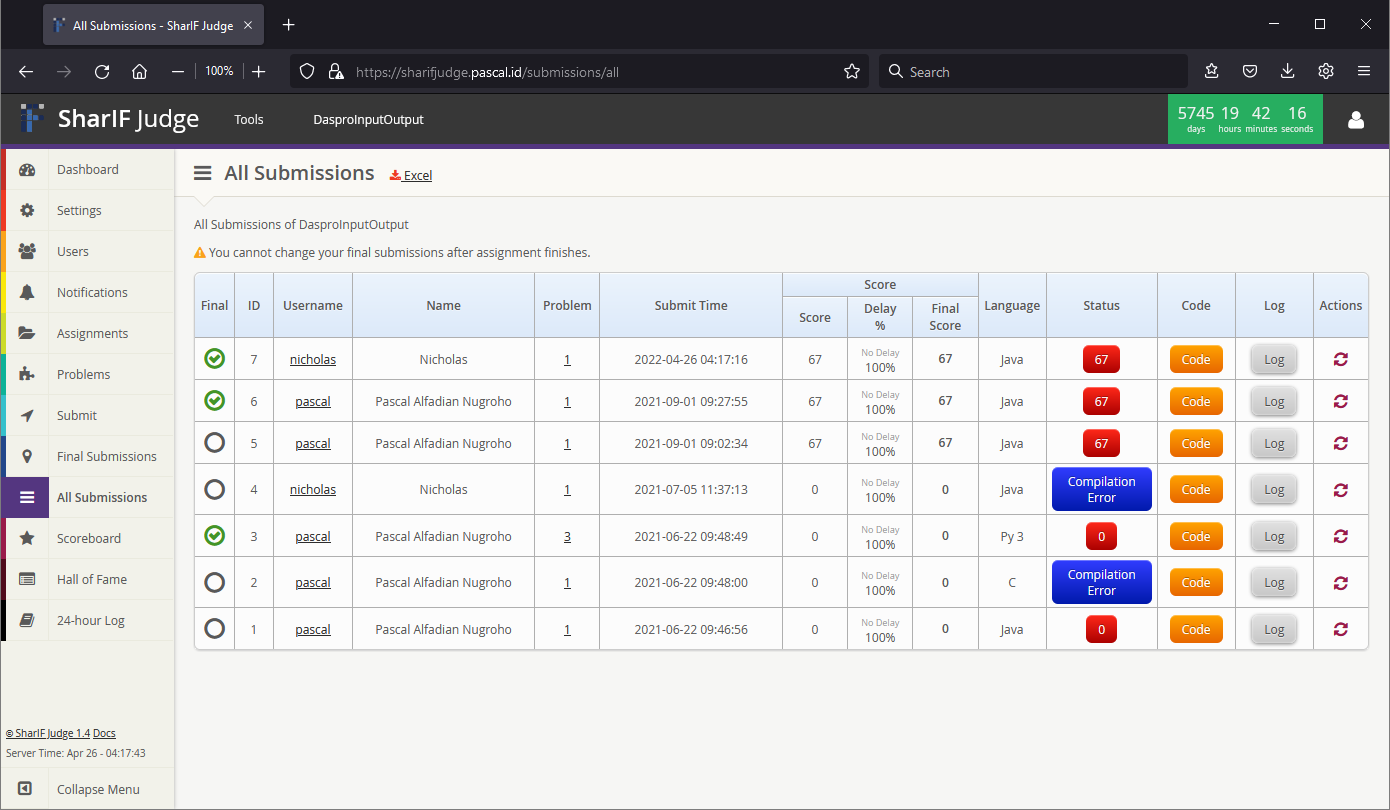 All Submissions - SharIF Judge
100%
https://sharifjudge.pascal.id/submissions/all
Search
SharIF Judge
Tools
DasproInputOutput
5745 19 42 16
days hours minutes seconds
Dashboard
Settings
Users
Notifications
Assignments
Problems
Submit
Final Submissions
All Submissions
Scoreboard
Hall of Fame
24-hour Log
© SharIF Judge 1.4 Docs
Server Time: Apr 26 - 04:17:43
Collapse Menu
All Submissions Excel
All Submissions of DasproInputOutput
You cannot change your final submissions after assignment finishes.
Final ID Username Name Problem Submit Time Score Language Status Code Log Actions
Score Delay % Final Score
7 nicholas Nicholas 1 2022-04-26 04:17:16 67 No Delay 100% 67 Java 67 Code Log
6 pascal Pascal Alfadian Nugroho 1 2021-09-01 09:27:55 67 No Delay 100% 67 Java 67 Code Log
5 pascal Pascal Alfadian Nugroho 1 2021-09-01 09:02:34 67 No Delay 100% 67 Java 67 Code Log
4 nicholas Nicholas 1 2021-07-05 11:37:13 0 No Delay 100% 0 Java Compilation Error Code Log
3 pascal Pascal Alfadian Nugroho 3 2021-06-22 09:48:49 0 No Delay 100% 0 Py 3 0 Code Log
2 pascal Pascal Alfadian Nugroho 1 2021-06-22 09:48:00 0 No Delay 100% 0 C Compilation Error Code Log
1 pascal Pascal Alfadian Nugroho 1 2021-06-22 09:46:56 0 No Delay 100% 0 Java 0 Code Log